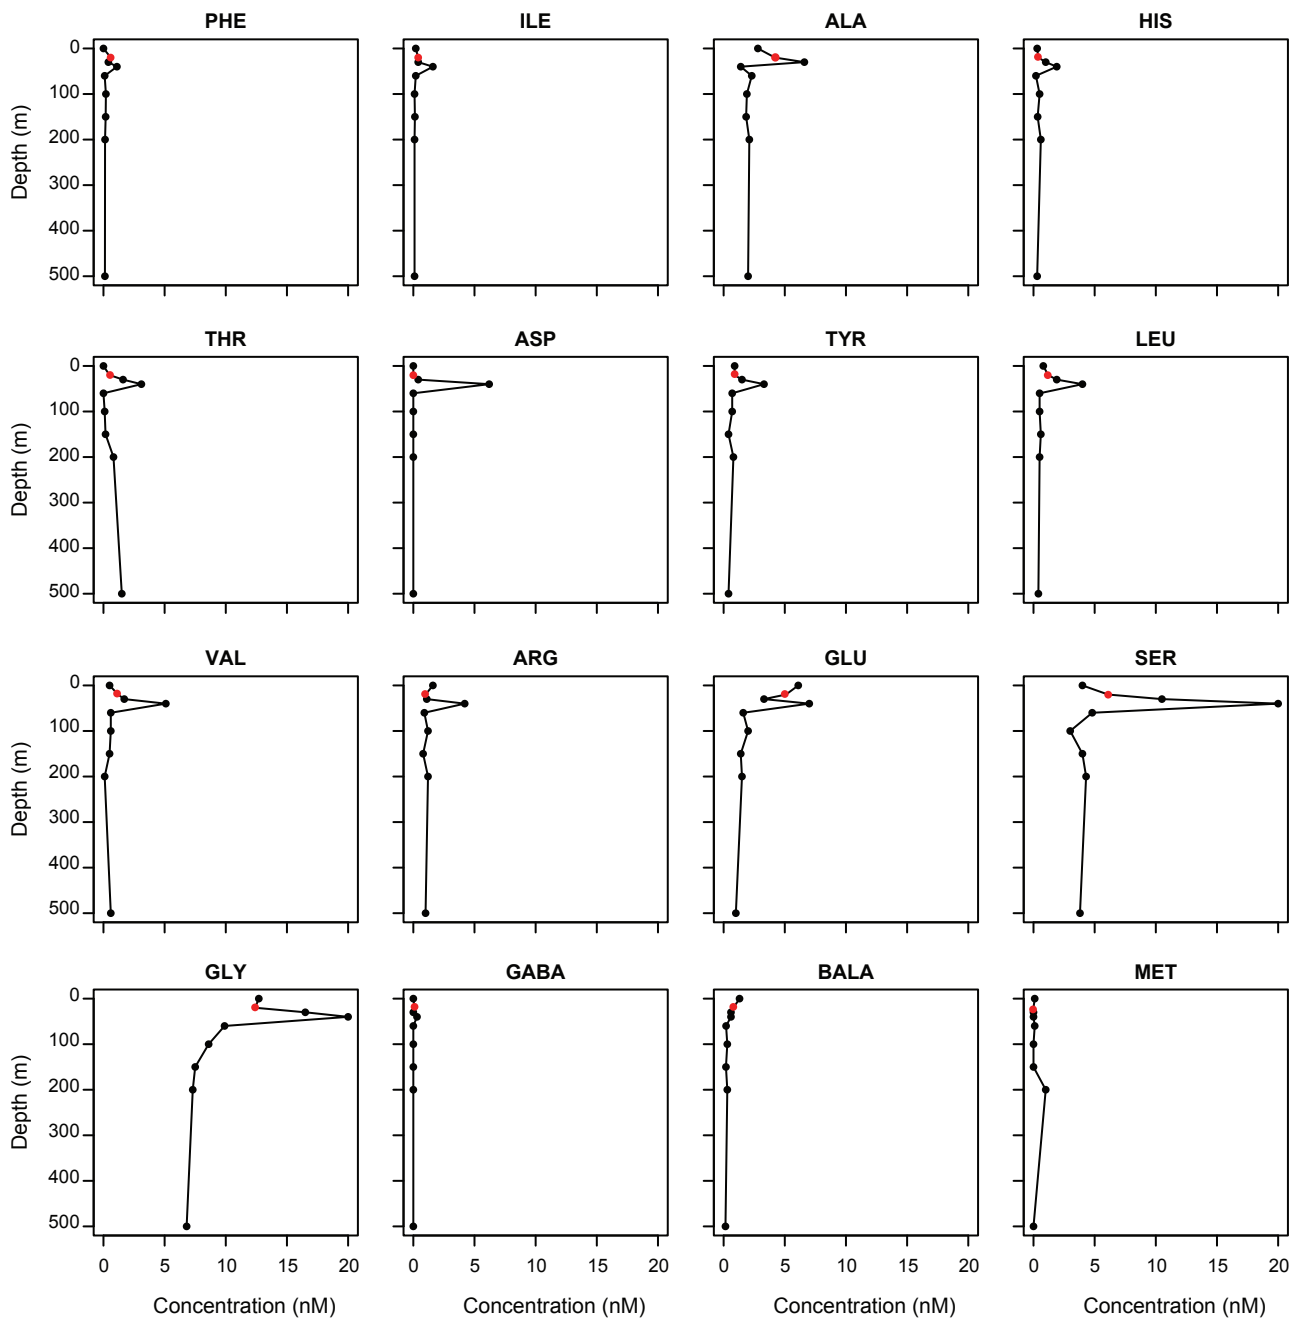 PHE ILE ALA HIS
0
100
200
300
400
500
Depth (m)
THR ASP TYR LEU
0
100
200
300
400
500
Depth (m)
VAL ARG GLU SER
0
100
200
300
400
500
Depth (m)
GLY GABA BALA MET
0
100
200
300
400
500
Depth (m)
0 5 10 15 20 0 5 10 15 20 0 5 10 15 20 0 5 10 15 20
Concentration (nM) Concentration (nM) Concentration (nM) Concentration (nM)